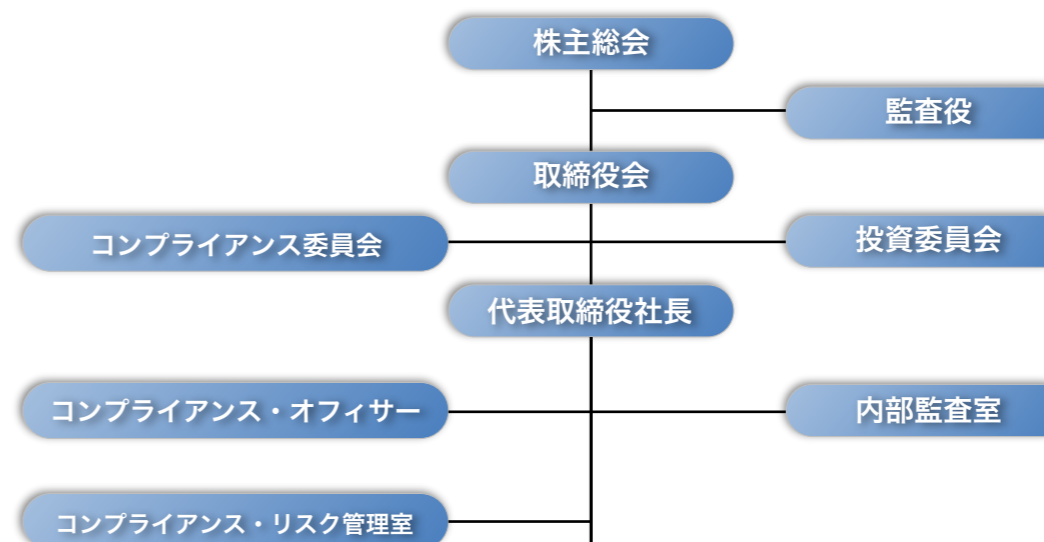 株主総会
監査役
取締役会
コンプライアンス委員会
投資委員会
代表取締役社長
コンプライアンス・オフィサー
内部監査室
コンプライアンス・リスク管理室